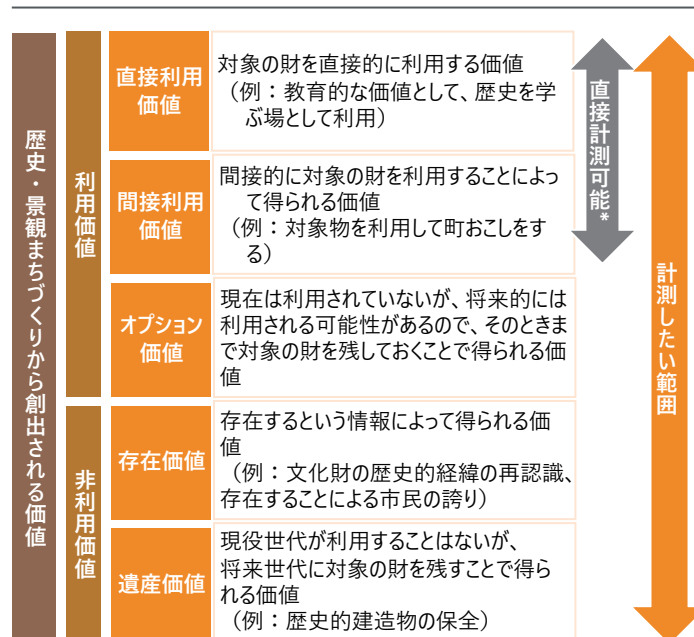 歴史・景観まちづくりから創出される価値
利用価値
直接利用
価値
対象の財を直接的に利用する価値
（例：教育的な価値として、歴史を学
ぶ場として利用）
間接利用
価値
間接的に対象の財を利用することによっ
て得られる価値
（例：対象物を利用して町おこしをす
る）
オプション
価値
現在は利用されていないが、将来的には
利用される可能性があるので、そのときま
で対象の財を残しておくことで得られる価
値
非利用価値
存在価値
存在するという情報によって得られる価
値
（例：文化財の歴史的経緯の再認識、
存在することによる市民の誇り）
遺産価値
現役世代が利用することはないが、
将来世代に対象の財を残すことで得ら
れる価値
（例：歴史的建造物の保全）
直接計測可能*
計測したい範囲